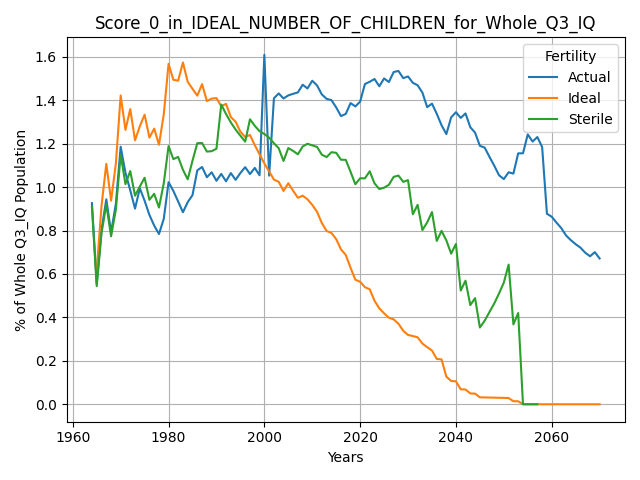 Score_0_in_IDEAL_NUMBER_OF_CHILDREN_for_Whole_Q3_IQ
% of Whole Q3_IQ Population
1.6
1.4
1.2
1.0
0.8
0.6
0.4
0.2
0.0
Fertility
Actual
Ideal
Sterile
1960 1980 2000 2020 2040 2060
Years